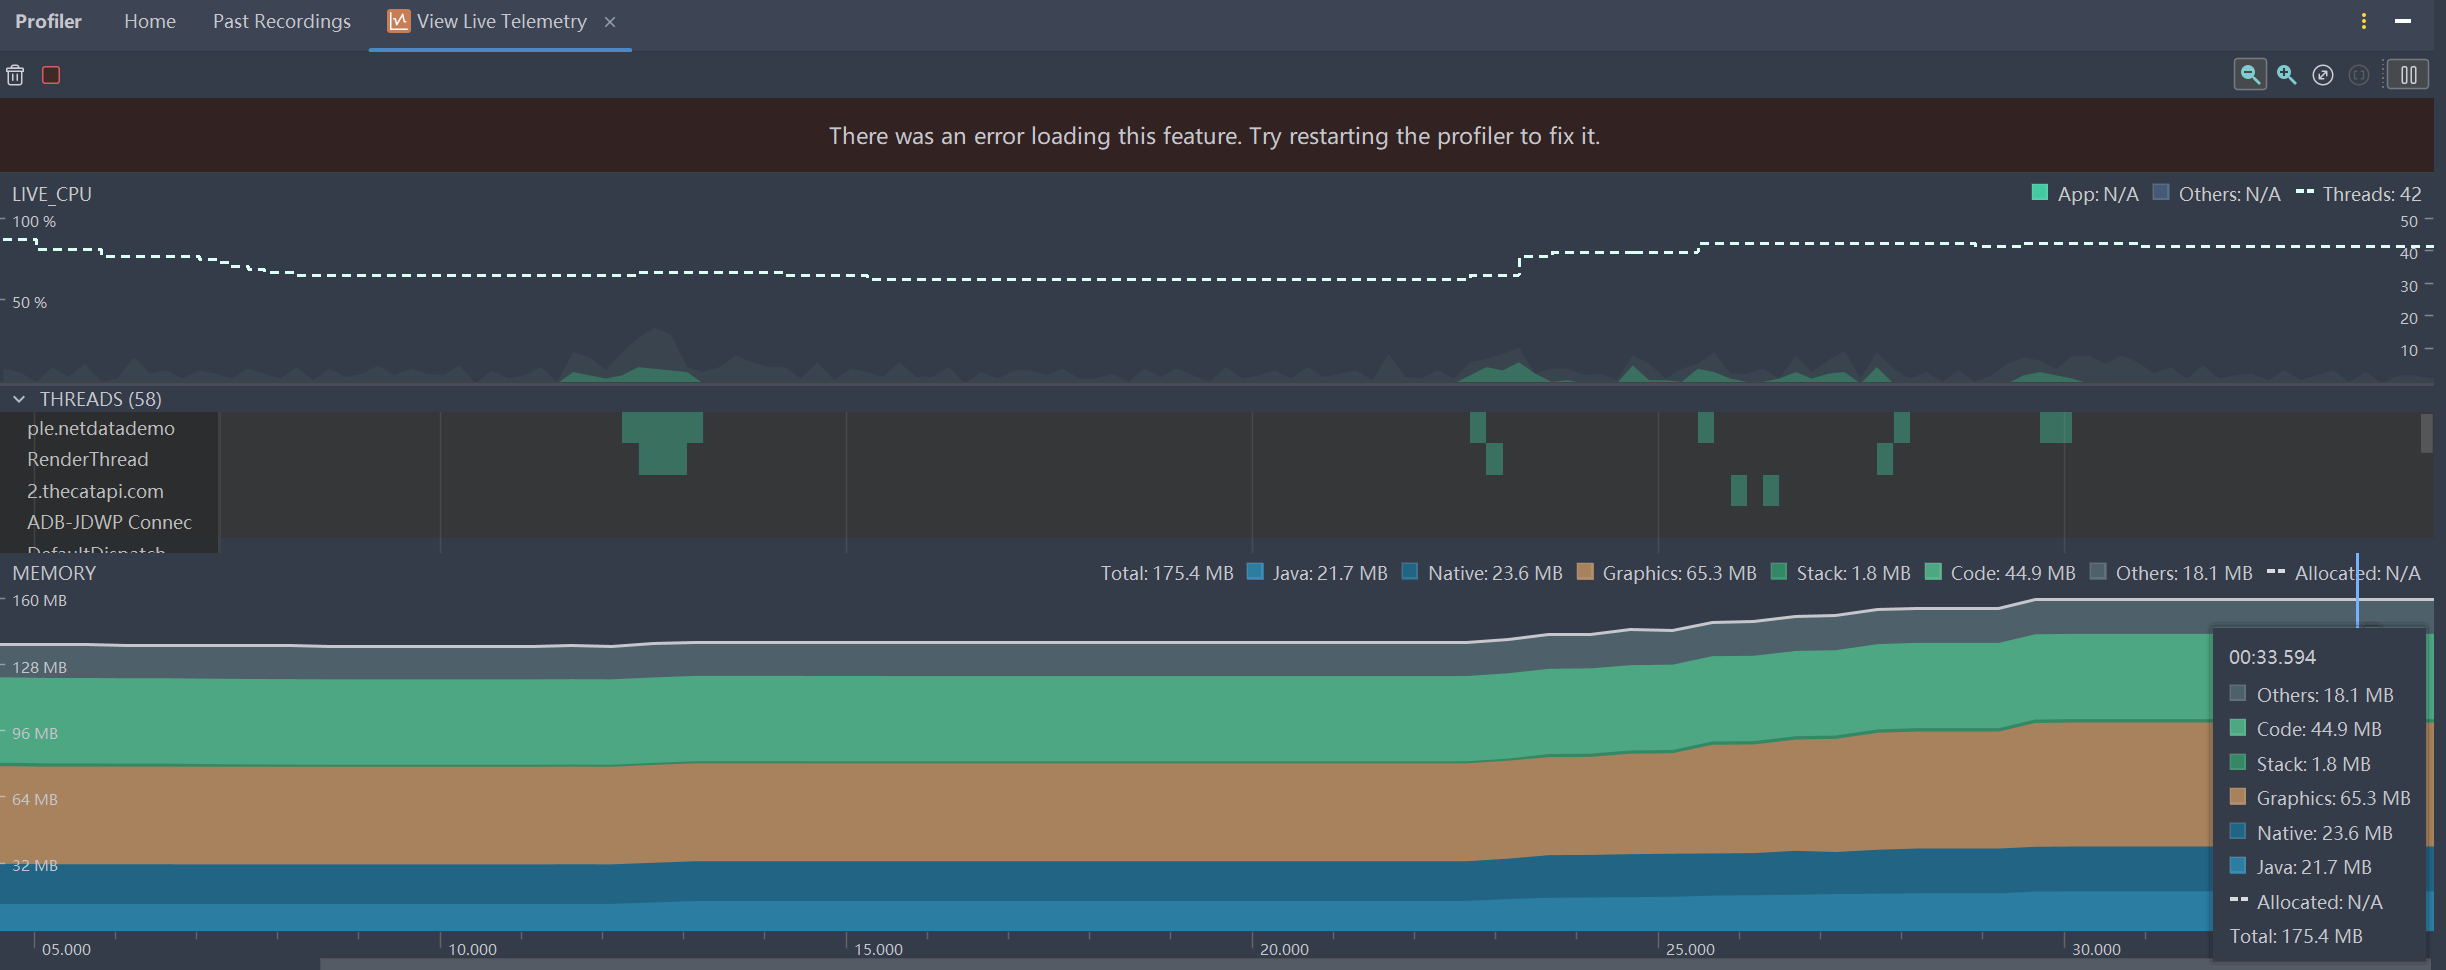 Profiler Home Past Recordings View Live Telemetry ×
There was an error loading this feature. Try restarting the profiler to fix it.
LIVE_CPU App: N/A Others: N/A Threads: 42
100 % 50
40
50 % 30
20
10
THREADS (58)
ple.netdatademo
RenderThread
2.thecatapi.com
ADB-JDWP Connec
DefaultDispatch
MEMORY Total: 175.4 MB Java: 21.7 MB Native: 23.6 MB Graphics: 65.3 MB Stack: 1.8 MB Code: 44.9 MB Others: 18.1 MB Allocated: N/A
160 MB
128 MB
96 MB
64 MB
32 MB
00:33.594
Others: 18.1 MB
Code: 44.9 MB
Stack: 1.8 MB
Graphics: 65.3 MB
Native: 23.6 MB
Java: 21.7 MB
Allocated: N/A
Total: 175.4 MB
05.000 10.000 15.000 20.000 25.000 30.000